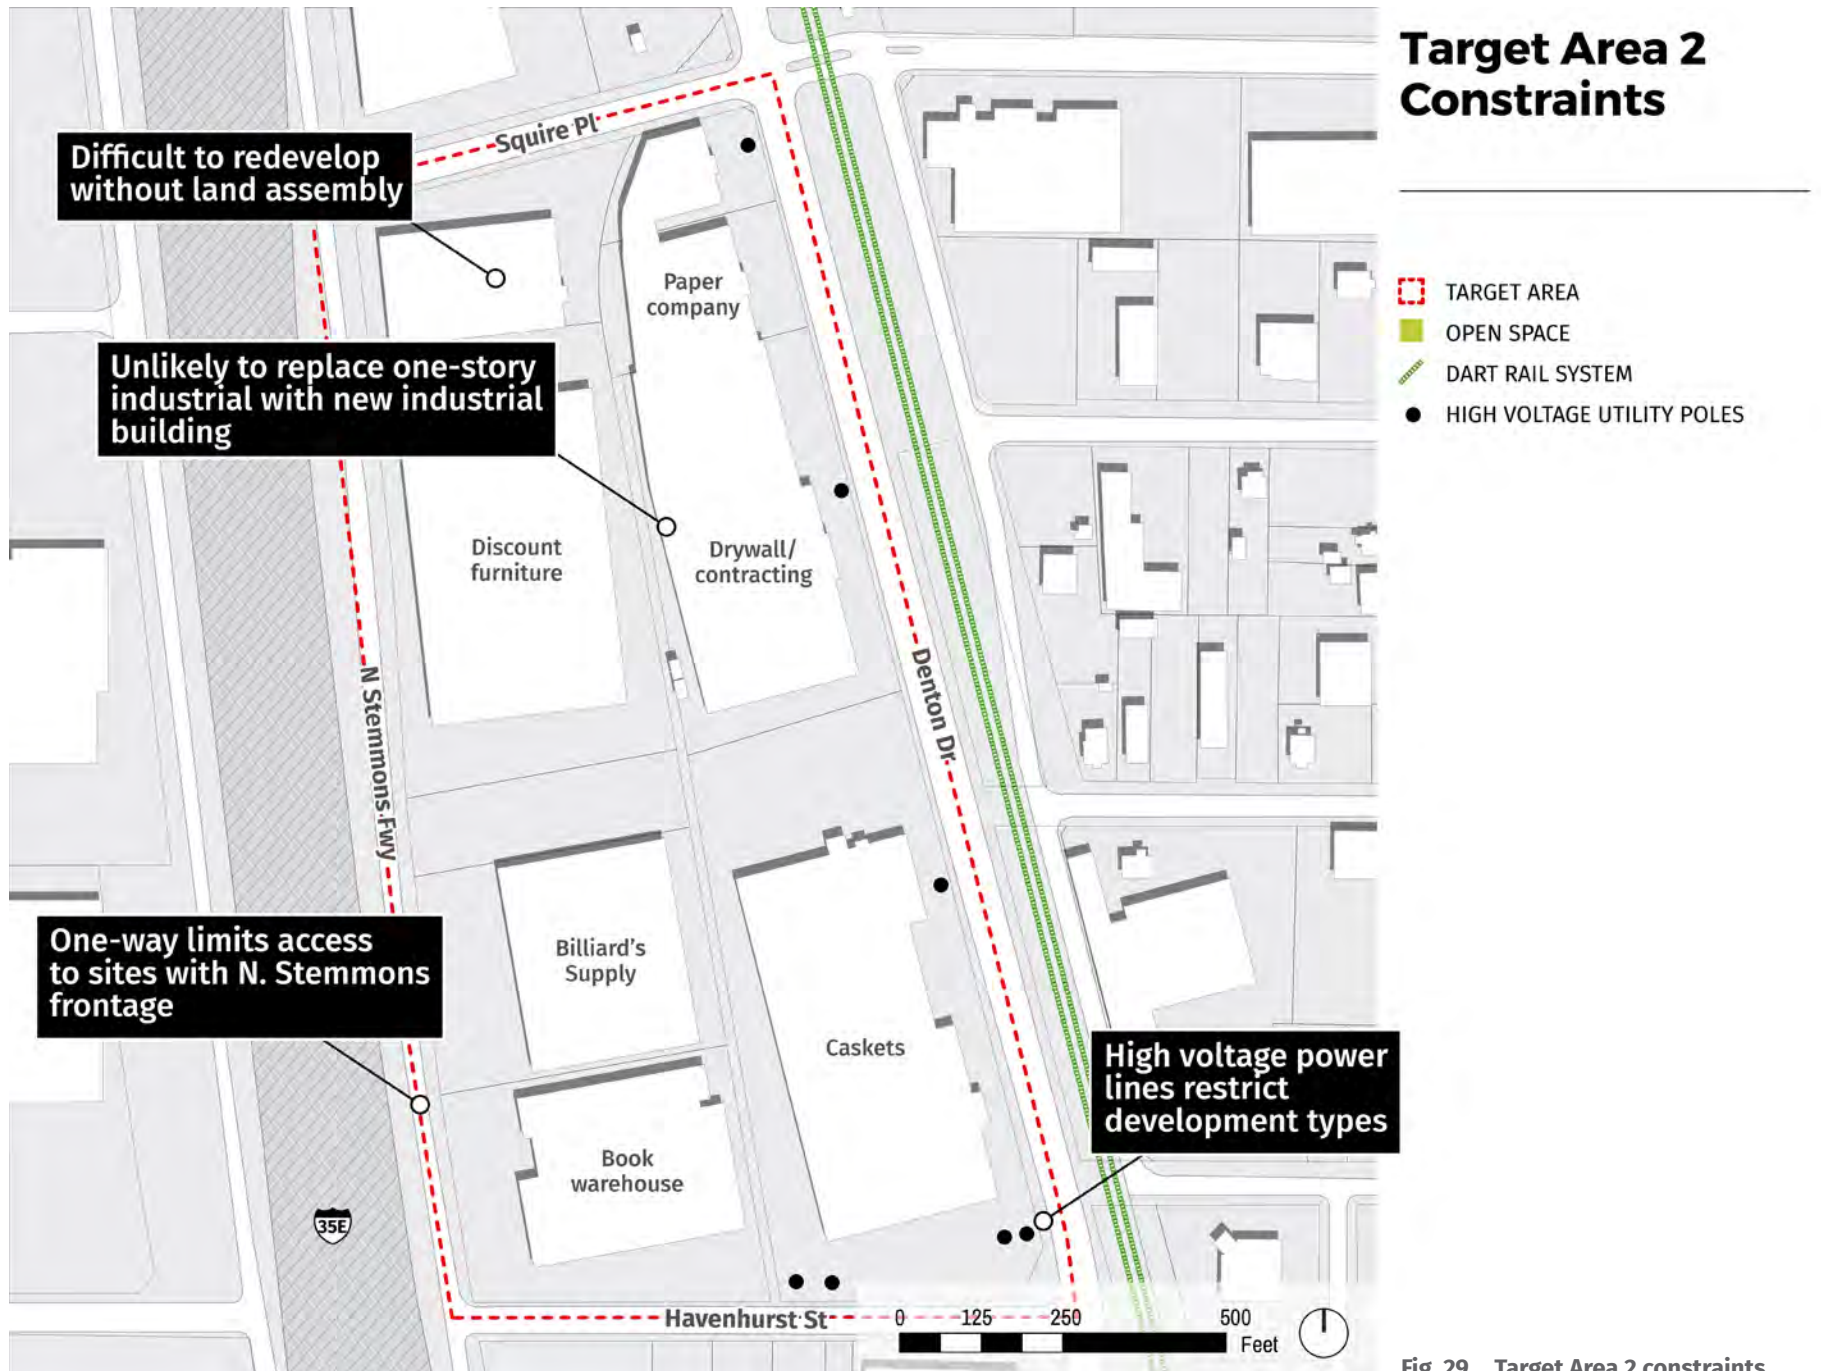 Target Area 2
Constraints
TARGET AREA
OPEN SPACE
DART RAIL SYSTEM
HIGH VOLTAGE UTILITY POLES
Squire Pl
Difficult to redevelop
without land assembly
Paper
company
Unlikely to replace one-story
industrial with new industrial
building
Discount
furniture
Drywall/
contracting
N Stemmons Fwy
Denton Dr
One-way limits access
to sites with N. Stemmons
frontage
Billiard's
Supply
Caskets
High voltage power
lines restrict
development types
Book
warehouse
35E
Havenhurst St
0 125 250 500
Feet
Fig. 29 Target Area 2 constraints